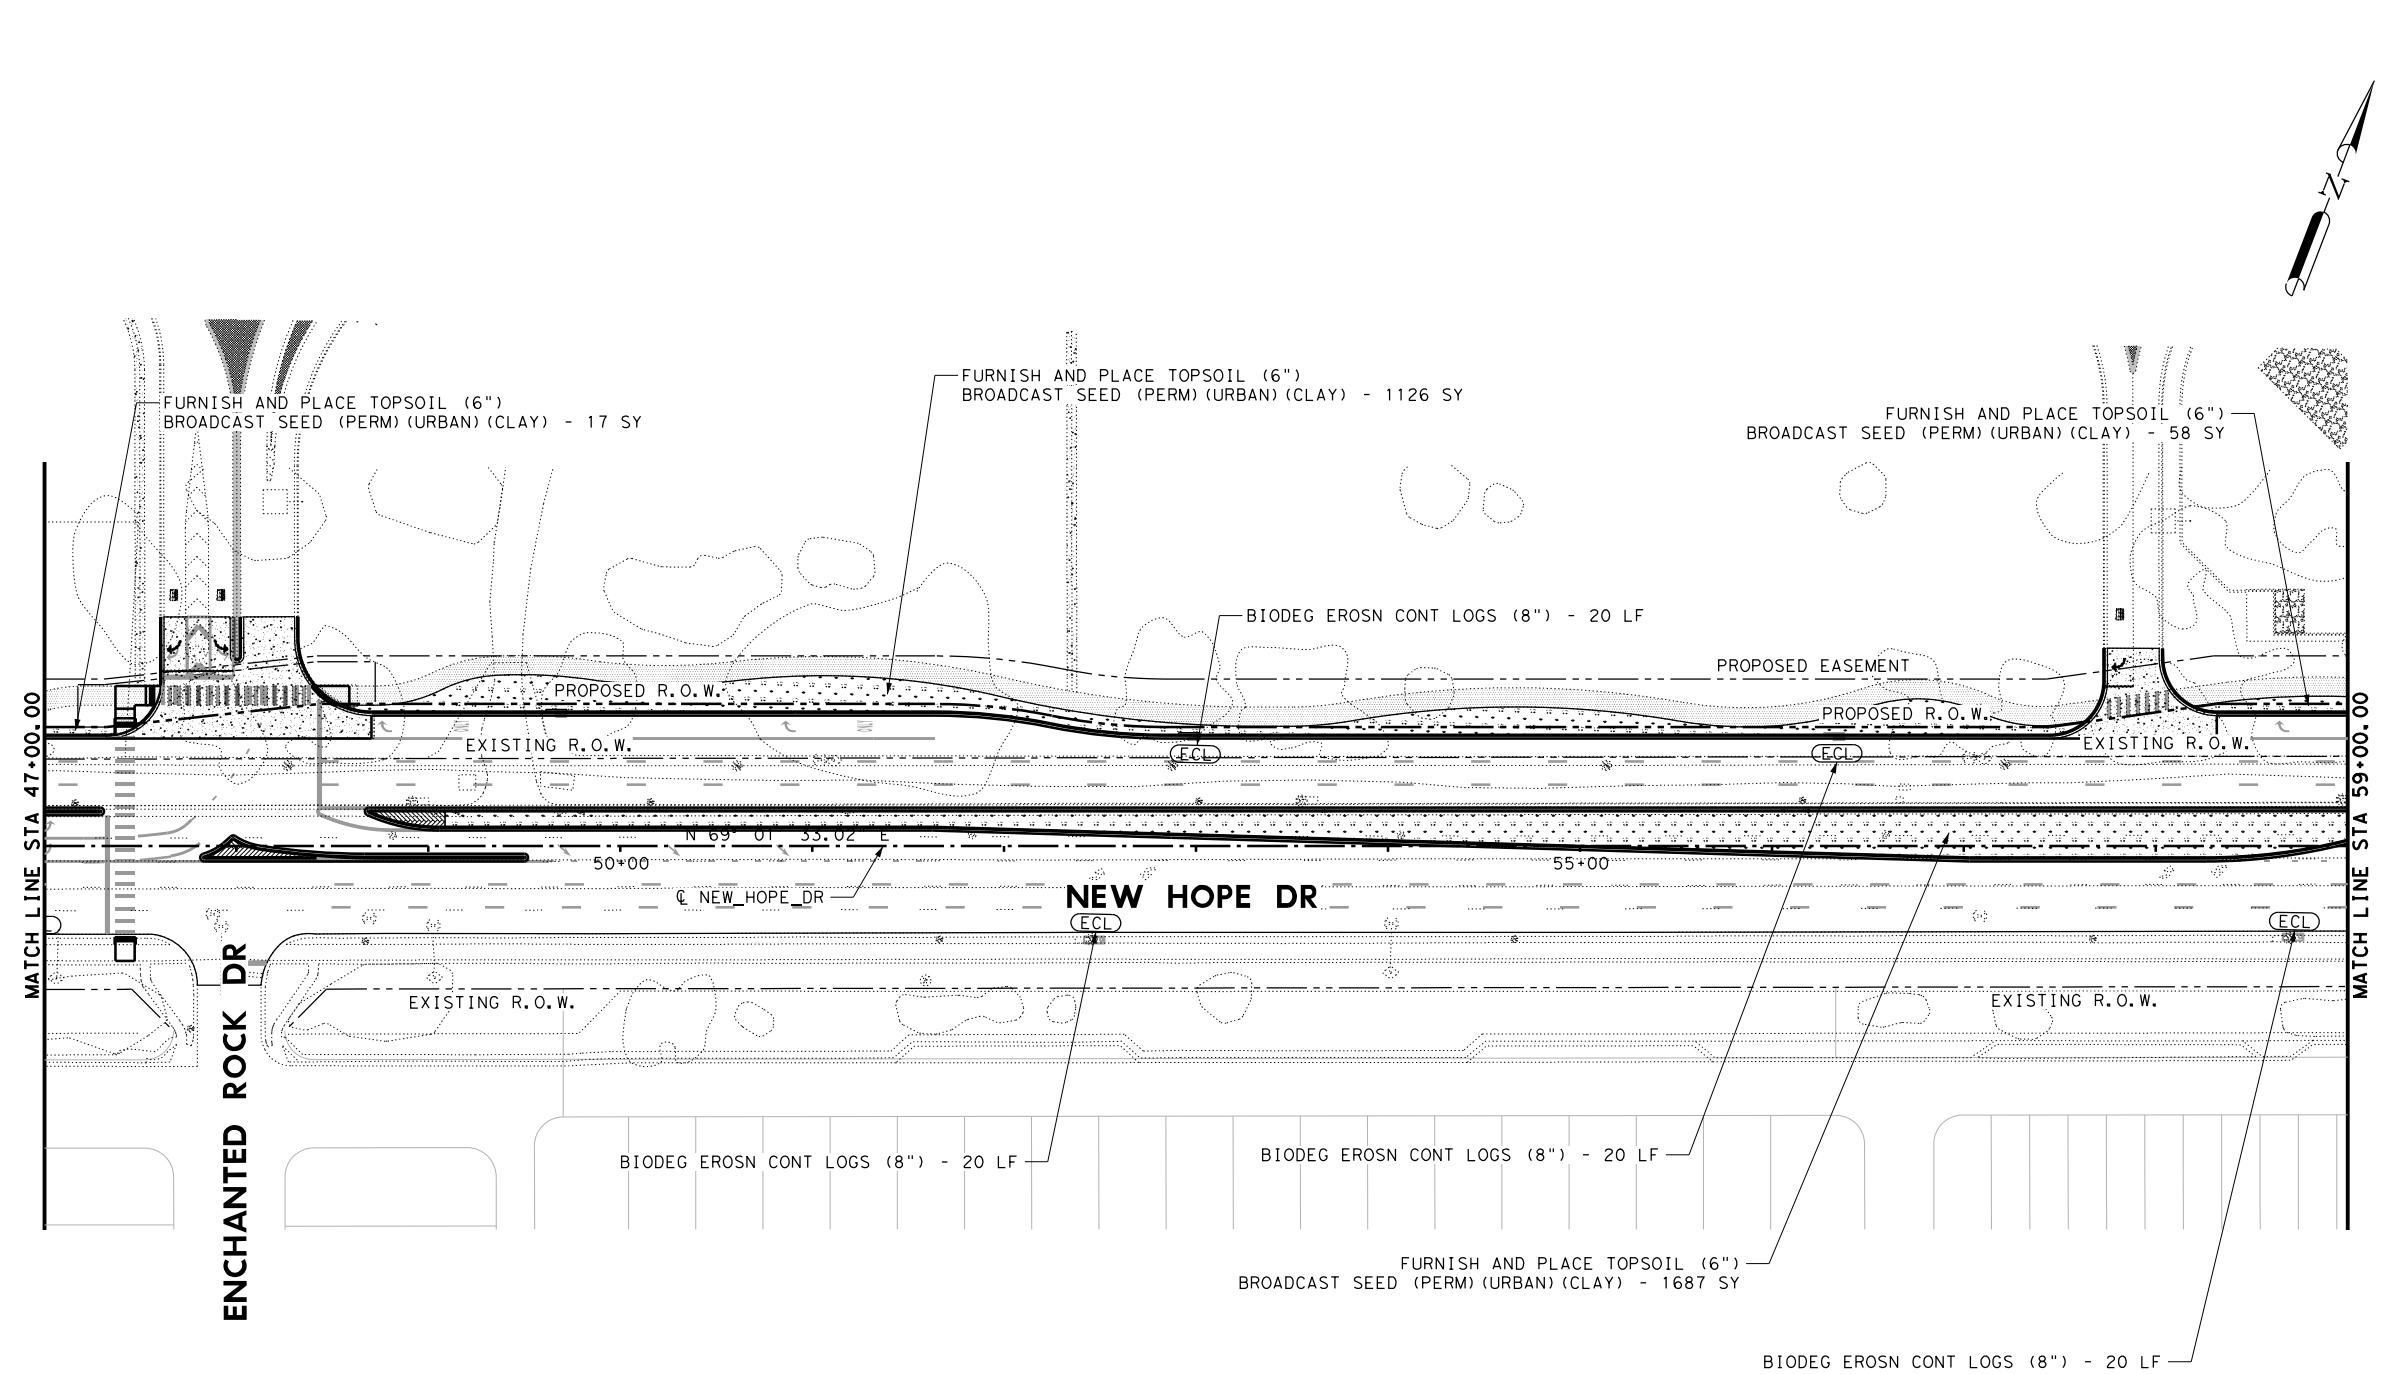 N
FURNISH AND PLACE TOPSOIL (6")
BROADCAST SEED (PERM)(URBAN)(CLAY) - 1126 SY
FURNISH AND PLACE TOPSOIL (6")
BROADCAST SEED (PERM)(URBAN)(CLAY) - 17 SY
FURNISH AND PLACE TOPSOIL (6")
BROADCAST SEED (PERM)(URBAN)(CLAY) - 58 SY
BIODEG EROSN CONT LOGS (8") - 20 LF
PROPOSED EASEMENT
PROPOSED R.O.W.
PROPOSED R.O.W.
EXISTING R.O.W.
EXISTING R.O.W.
ECL
ECL
MATCH LINE STA 47+00.00
MATCH LINE STA 59+00.00
N 69° 01' 33.02" E
50+00
55+00
℄ NEW_HOPE_DR
NEW HOPE DR
ECL
ECL
EXISTING R.O.W.
EXISTING R.O.W.
ENCHANTED ROCK DR
BIODEG EROSN CONT LOGS (8") - 20 LF
BIODEG EROSN CONT LOGS (8") - 20 LF
FURNISH AND PLACE TOPSOIL (6")
BROADCAST SEED (PERM)(URBAN)(CLAY) - 1687 SY
BIODEG EROSN CONT LOGS (8") - 20 LF